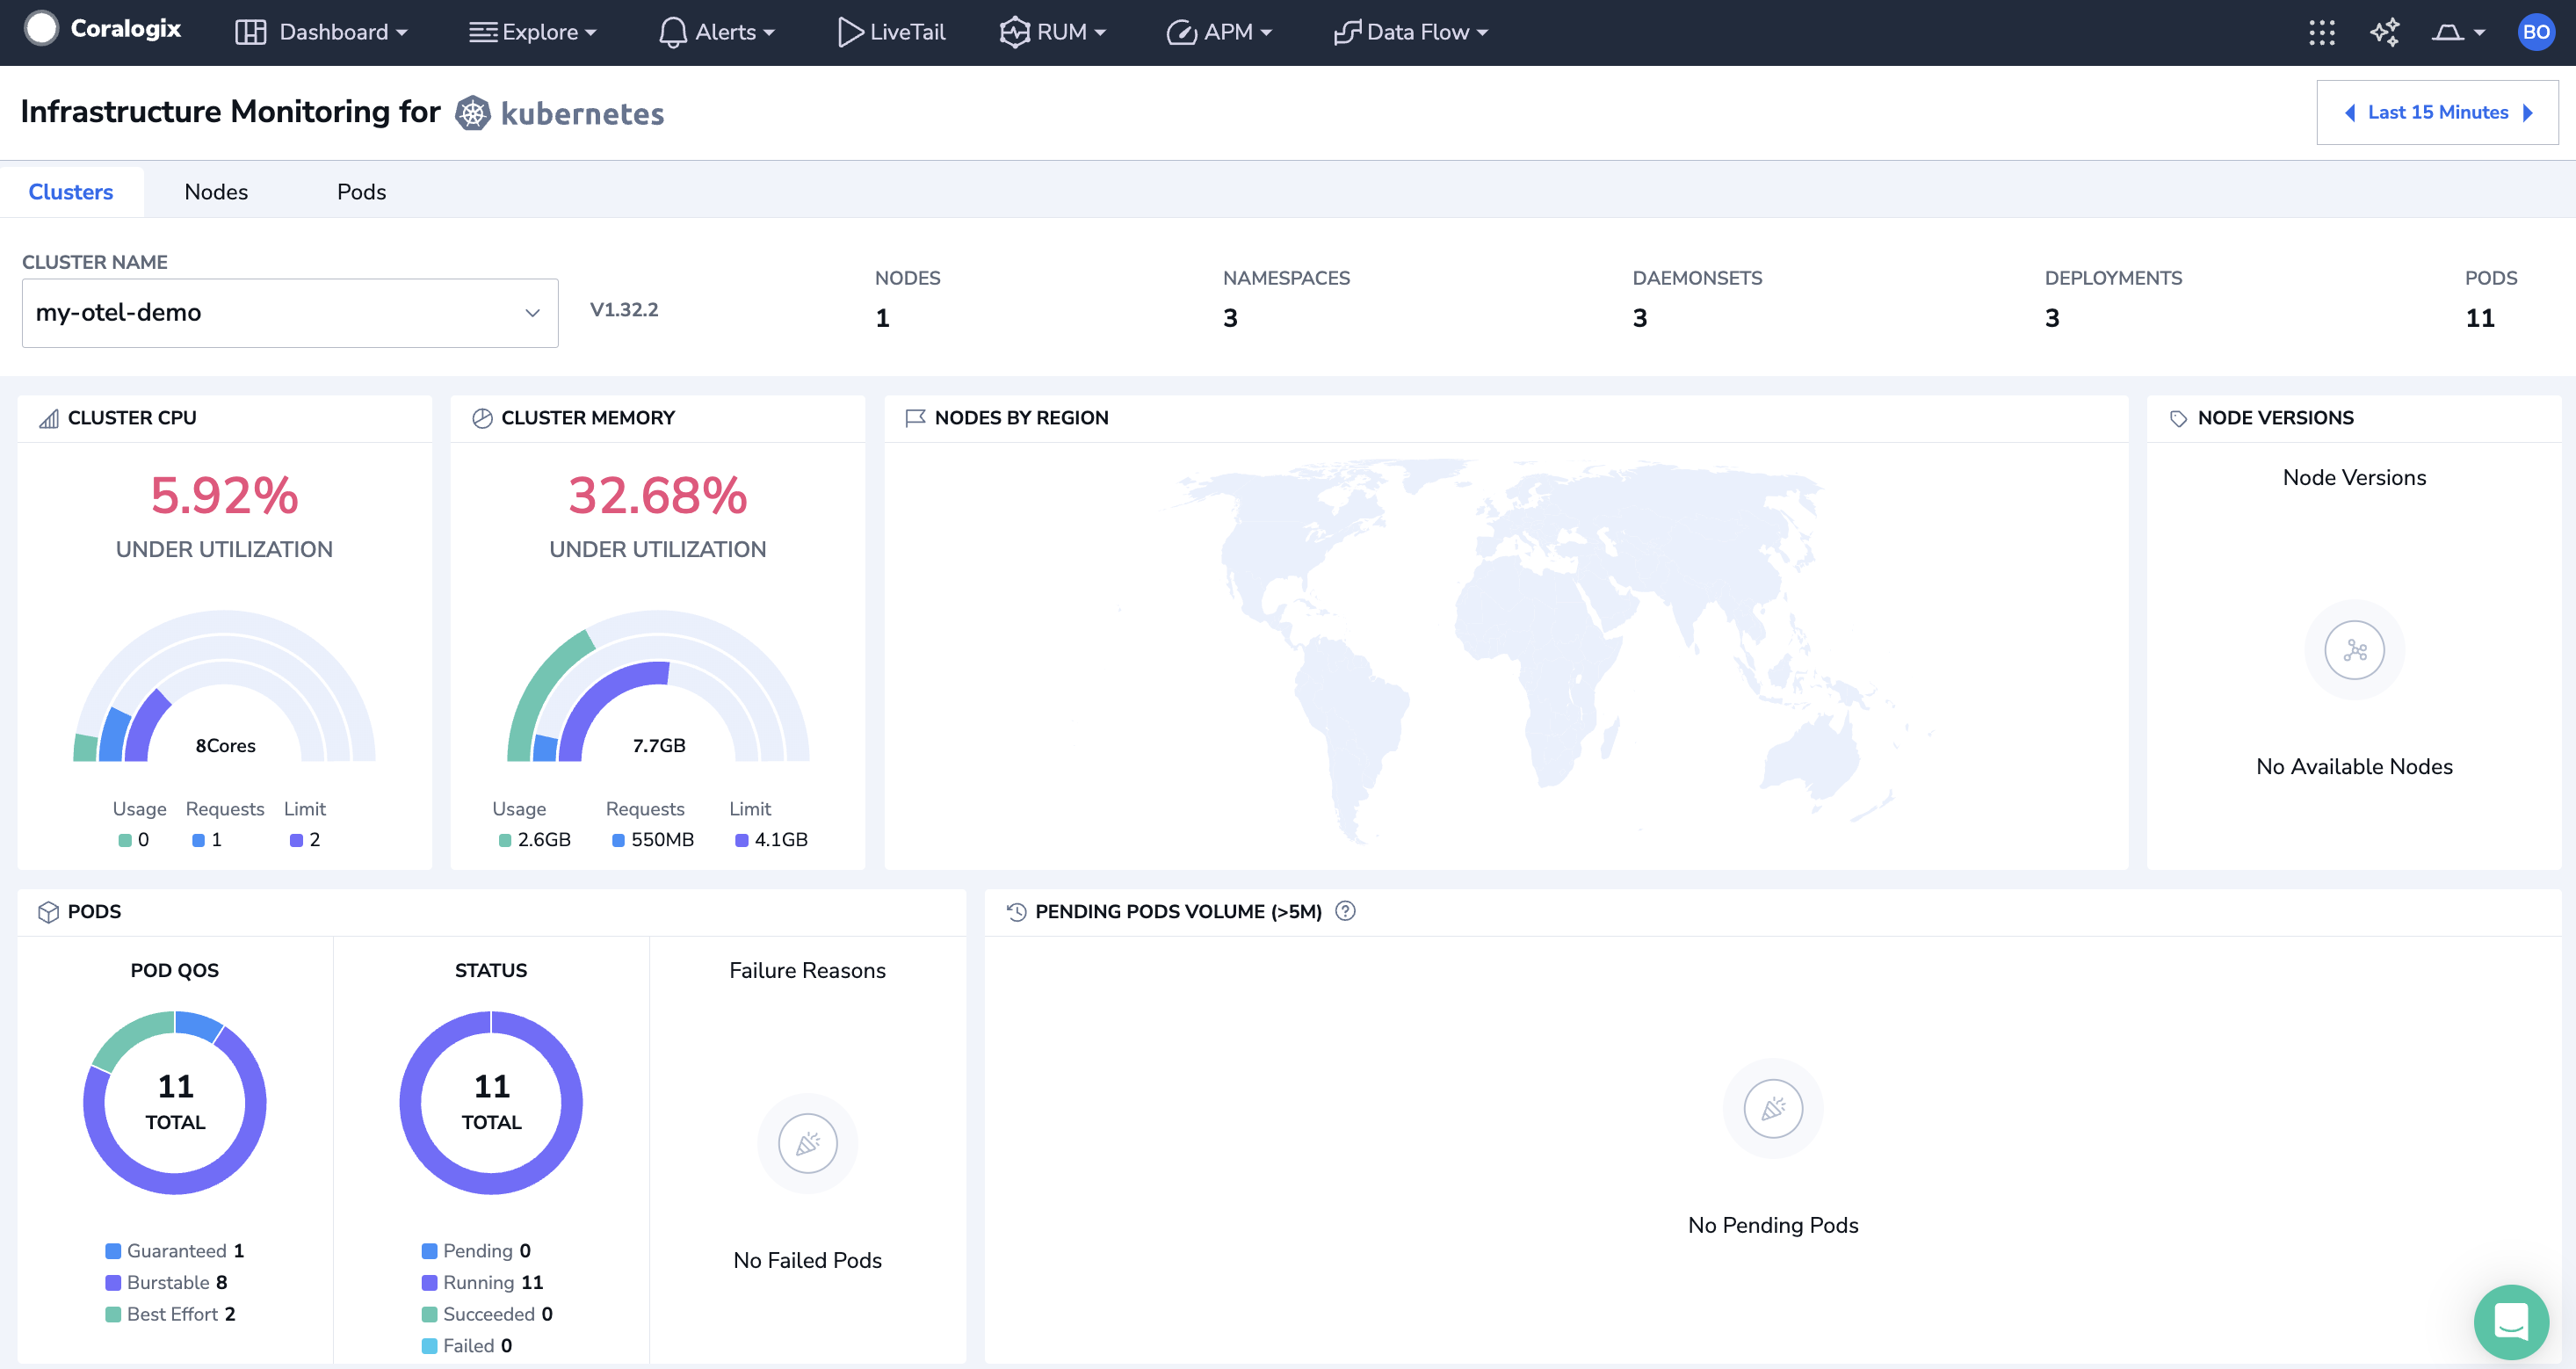 Coralogix Dashboard Explore Alerts LiveTail RUM APM Data Flow BO
Infrastructure Monitoring for kubernetes
Last 15 Minutes
Clusters Nodes Pods
CLUSTER NAME
my-otel-demo
V1.32.2
NODES
1
NAMESPACES
3
DAEMONSETS
3
DEPLOYMENTS
3
PODS
11
CLUSTER CPU
5.92%
UNDER UTILIZATION
8Cores
Usage Requests Limit
0 1 2
CLUSTER MEMORY
32.68%
UNDER UTILIZATION
7.7GB
Usage Requests Limit
2.6GB 550MB 4.1GB
NODES BY REGION
NODE VERSIONS
Node Versions
No Available Nodes
PODS
POD QOS
11
TOTAL
Guaranteed 1
Burstable 8
Best Effort 2
STATUS
11
TOTAL
Pending 0
Running 11
Succeeded 0
Failed 0
Failure Reasons
No Failed Pods
PENDING PODS VOLUME (>5M) ?
No Pending Pods